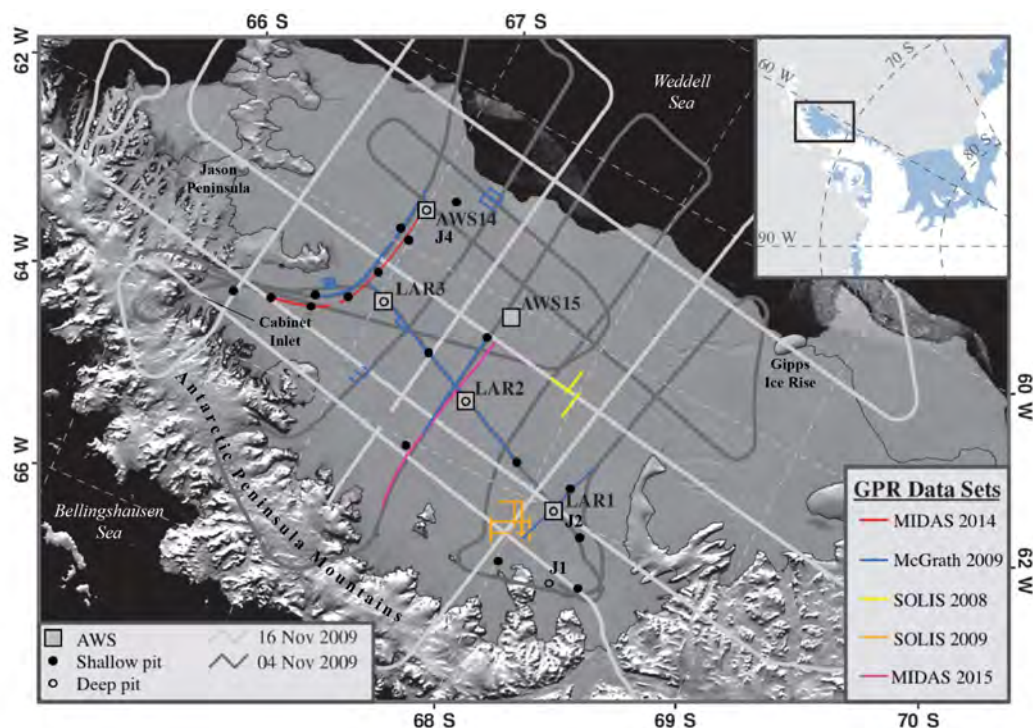 66 S
67 S
62 W
64 W
66 W
60 W
62 W
68 S
69 S
70 S
Weddell
Sea
60 W
70 S
80 S
90 W
Jason
Peninsula
AWS14
J4
LAR3
AWS15
Cabinet
Inlet
Gipps
Ice Rise
LAR2
Antarctic Peninsula Mountains
Bellingshausen
Sea
LAR1
J2
J1
GPR Data Sets
MIDAS 2014
McGrath 2009
SOLIS 2008
SOLIS 2009
MIDAS 2015
AWS
Shallow pit
Deep pit
16 Nov 2009
04 Nov 2009